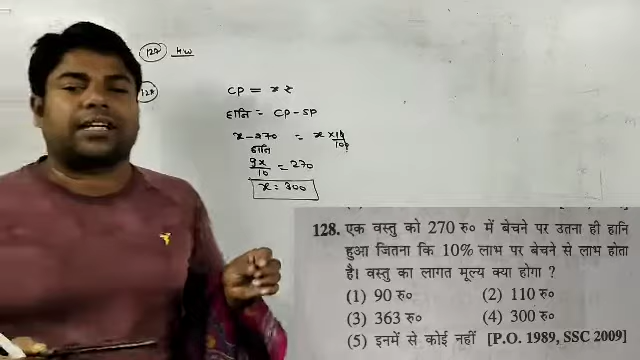 127 HW
128
CP = x ₹
हानि = CP - SP
x - 270 = x × 10/100
हानि
9x/10 = 270
x = 300
128. एक वस्तु को 270 रु० में बेचने पर उतना ही हानि
हुआ जितना कि 10% लाभ पर बेचने से लाभ होता
है। वस्तु का लागत मूल्य क्या होगा ?
(1) 90 रु० (2) 110 रु०
(3) 363 रु० (4) 300 रु०
(5) इनमें से कोई नहीं [P.O. 1989, SSC 2009]